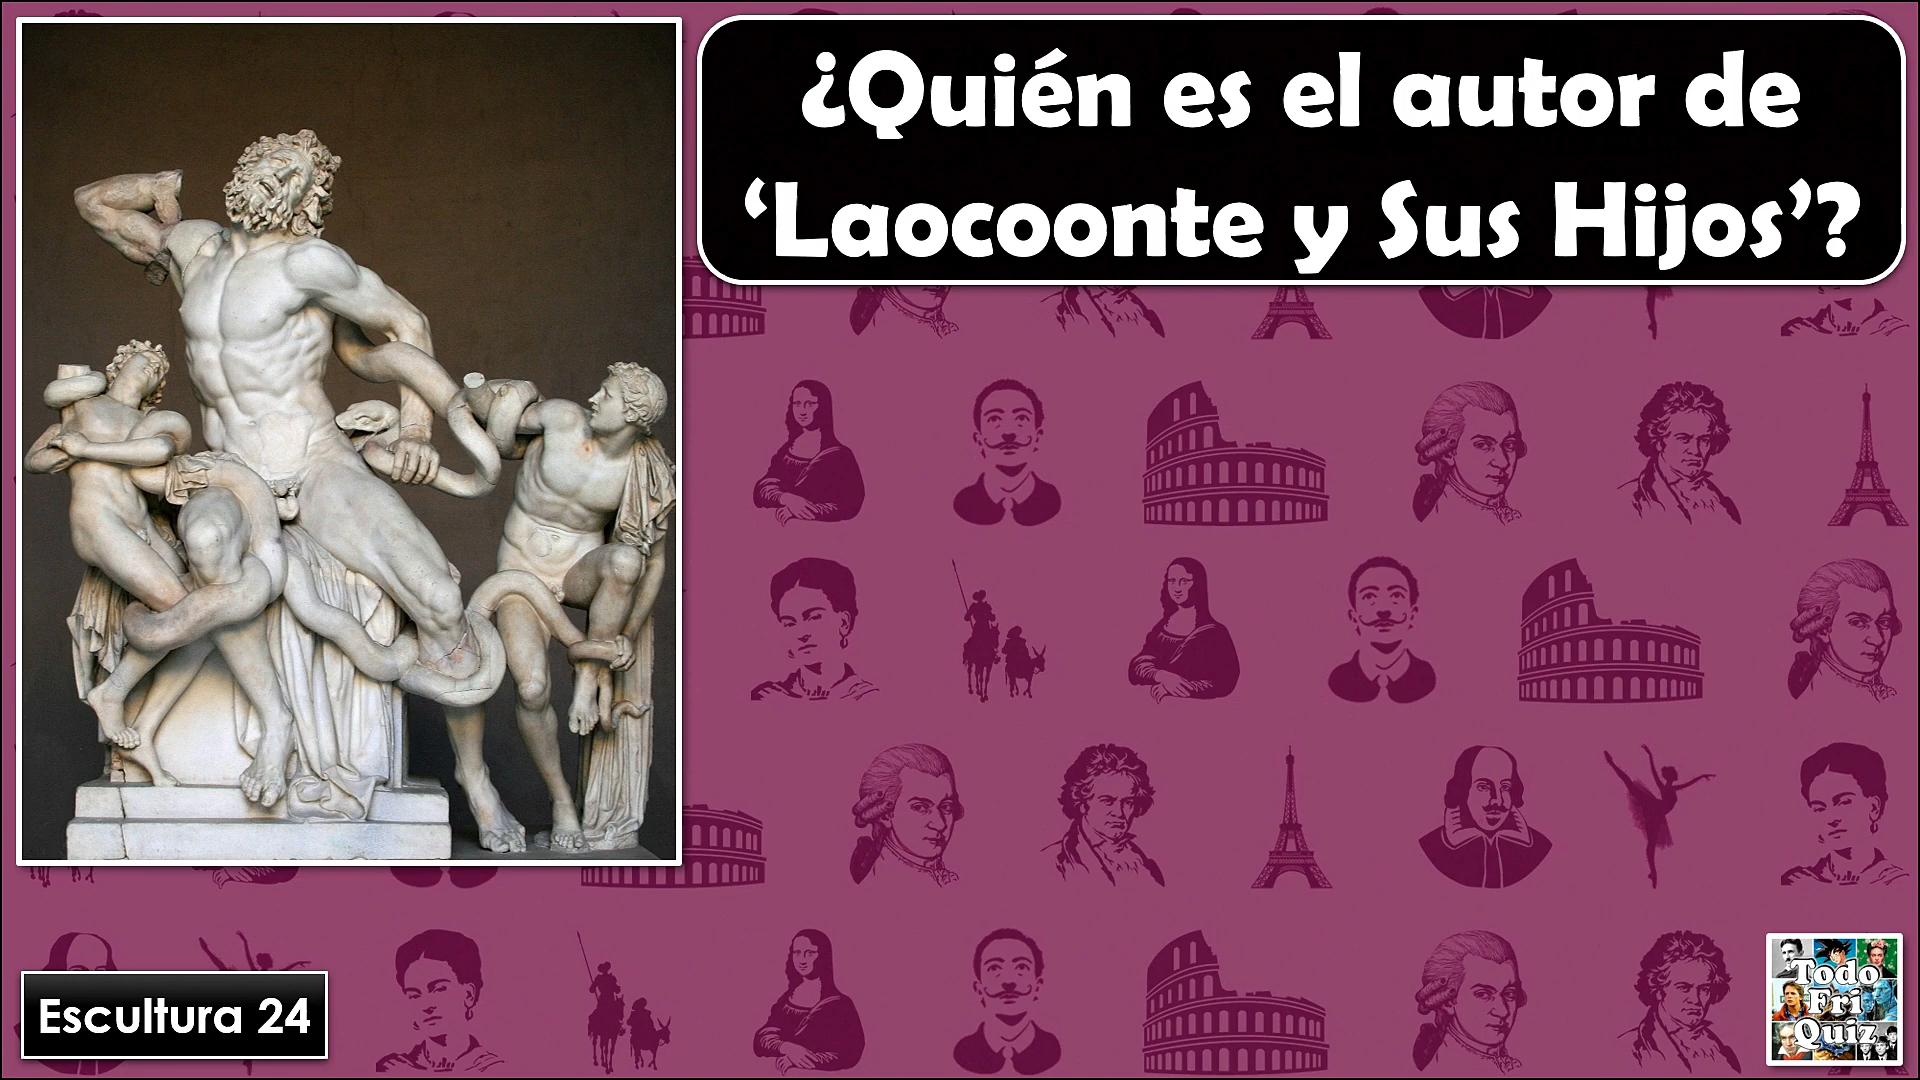 ¿Quién es el autor de
‘Laocoonte y Sus Hijos’?
Escultura 24
Todo
Fri
Quiz